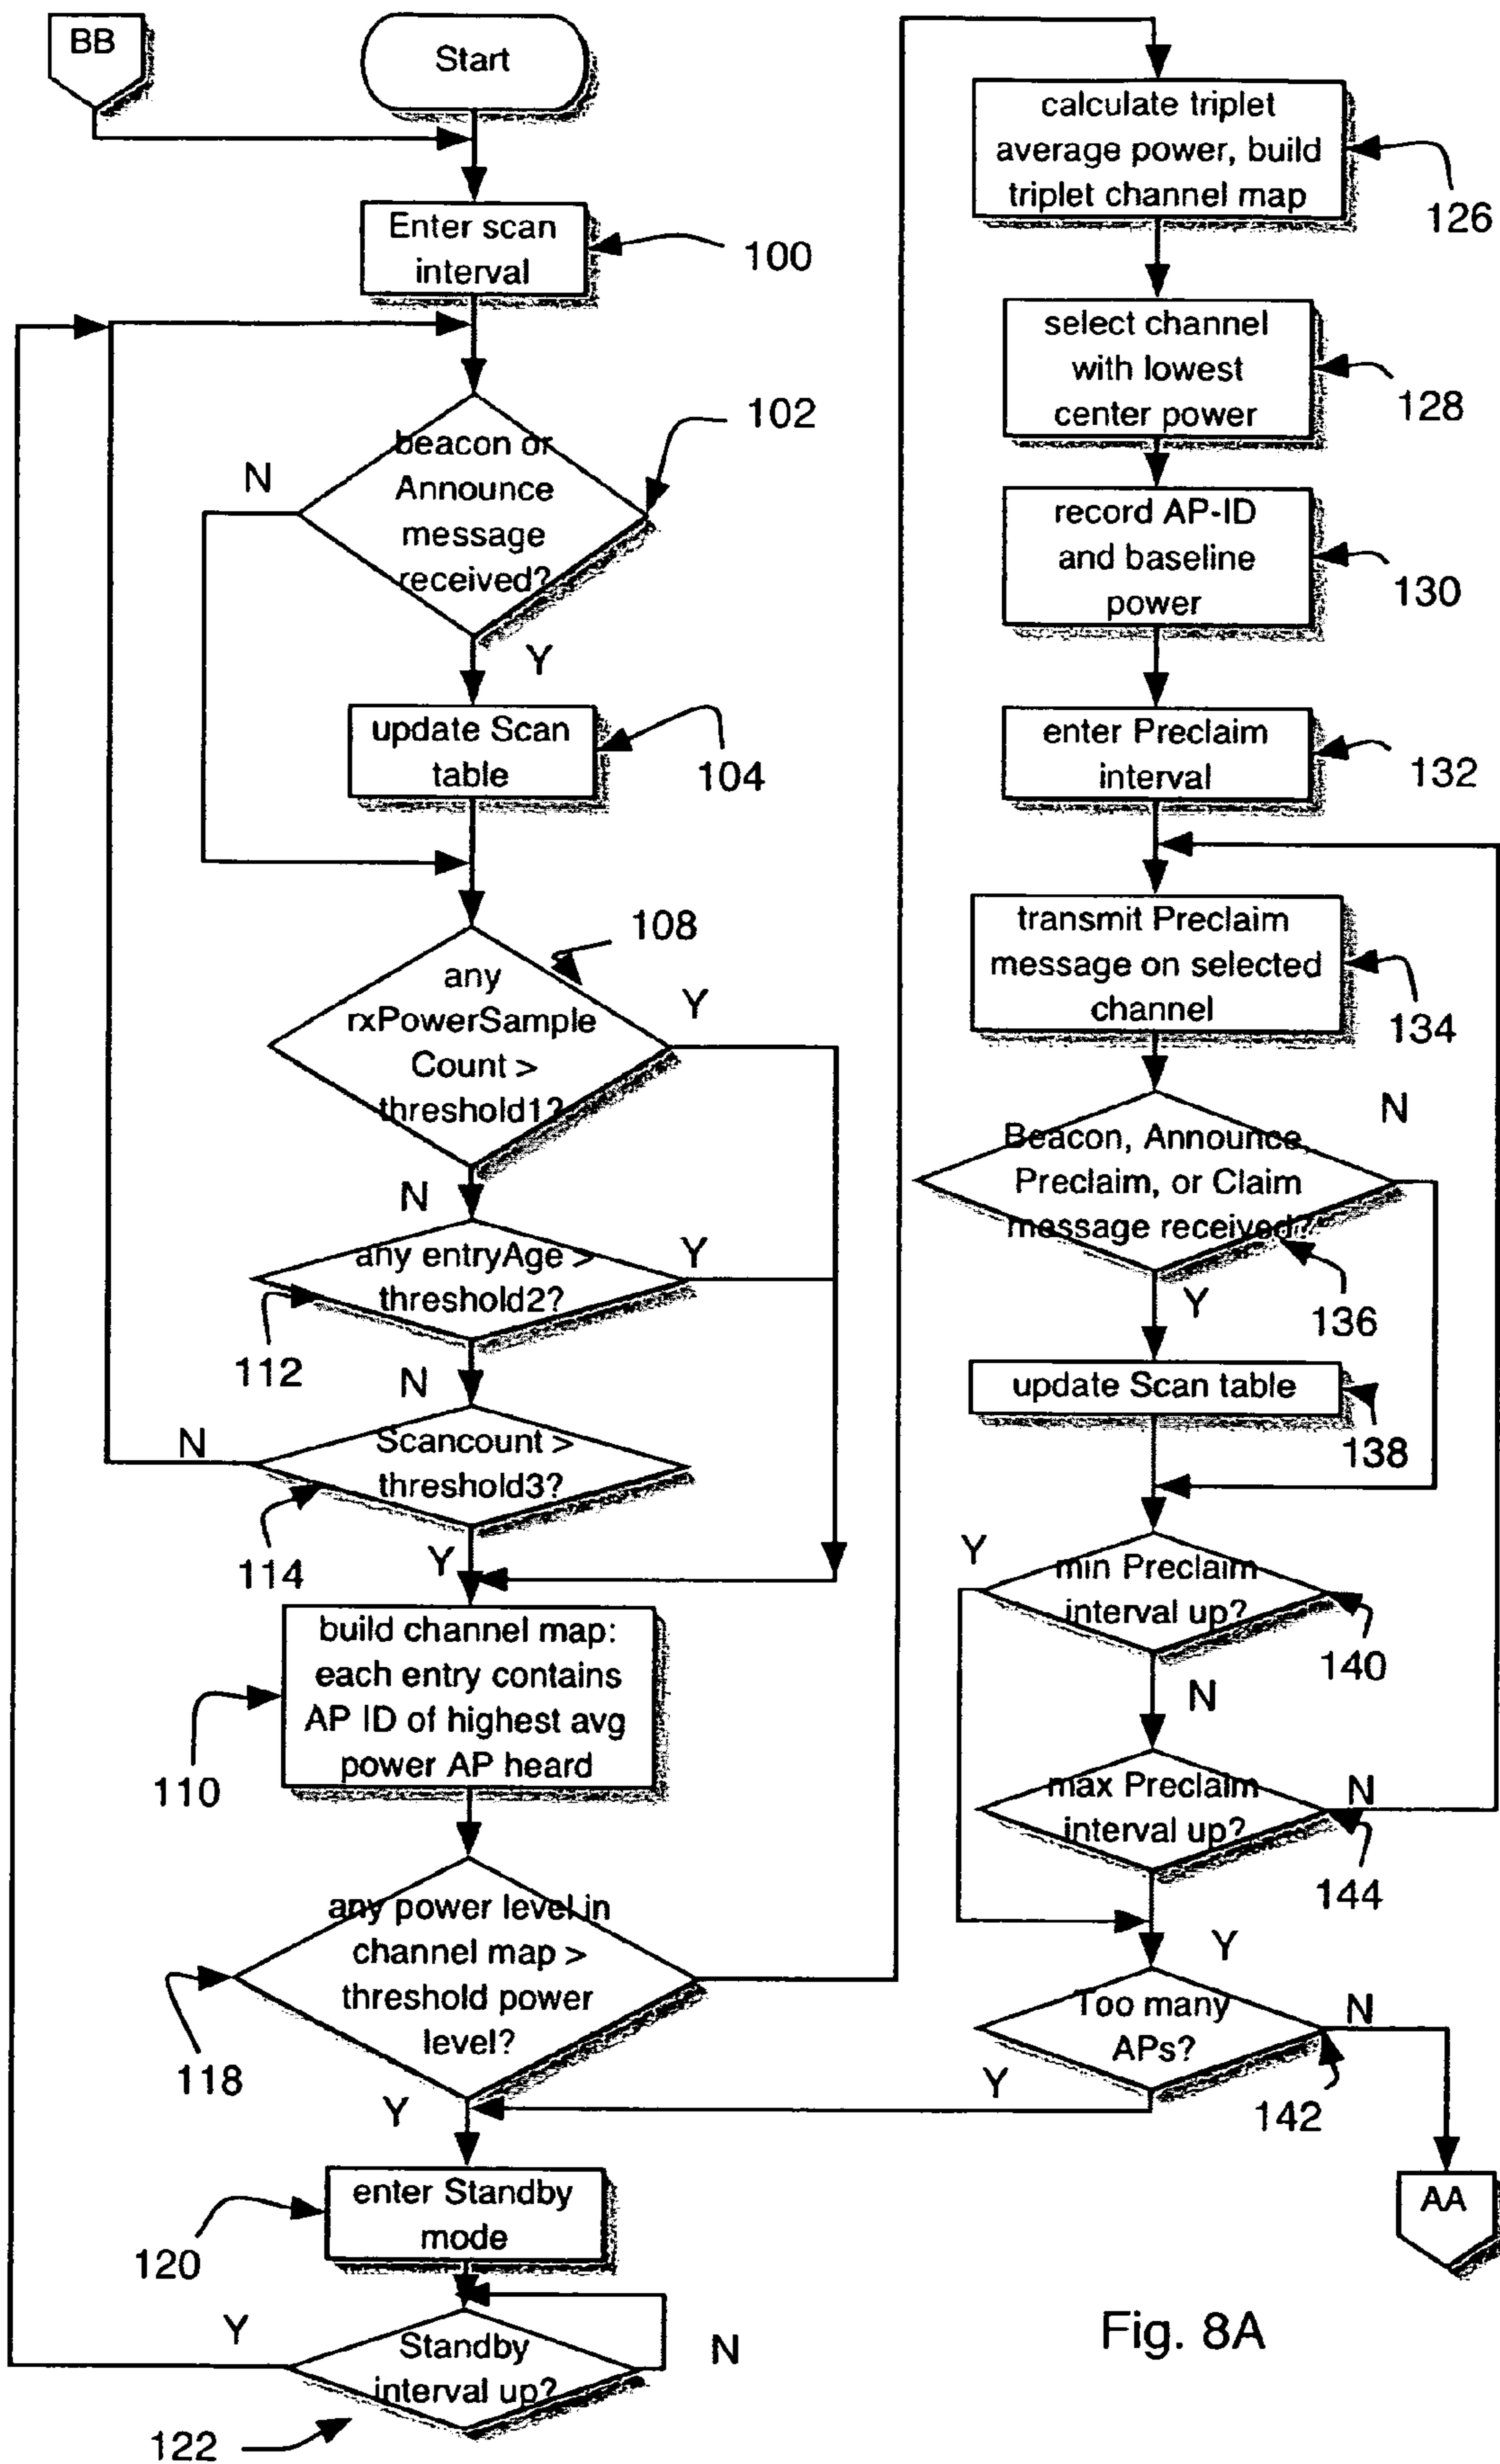 BB
Start
Enter scan
interval
100
beacon or
Announce
message
received?
102
N
Y
update Scan
table
104
any
rxPowerSample
Count >
threshold1?
108
Y
N
any entryAge >
threshold2?
Y
112
N
Scancount >
threshold3?
N
114
Y
build channel map:
each entry contains
AP ID of highest avg
power AP heard
110
any power level in
channel map >
threshold power
level?
118
Y
enter Standby
mode
120
Standby
interval up?
Y
N
122
calculate triplet
average power, build
triplet channel map
126
select channel
with lowest
center power
128
record AP-ID
and baseline
power
130
enter Preclaim
interval
132
transmit Preclaim
message on selected
channel
134
Beacon, Announce,
Preclaim, or Claim
message received?
N
136
Y
update Scan table
138
min Preclaim
interval up?
Y
140
N
max Preclaim
interval up?
N
144
Y
Too many
APs?
N
Y
142
AA
Fig. 8A